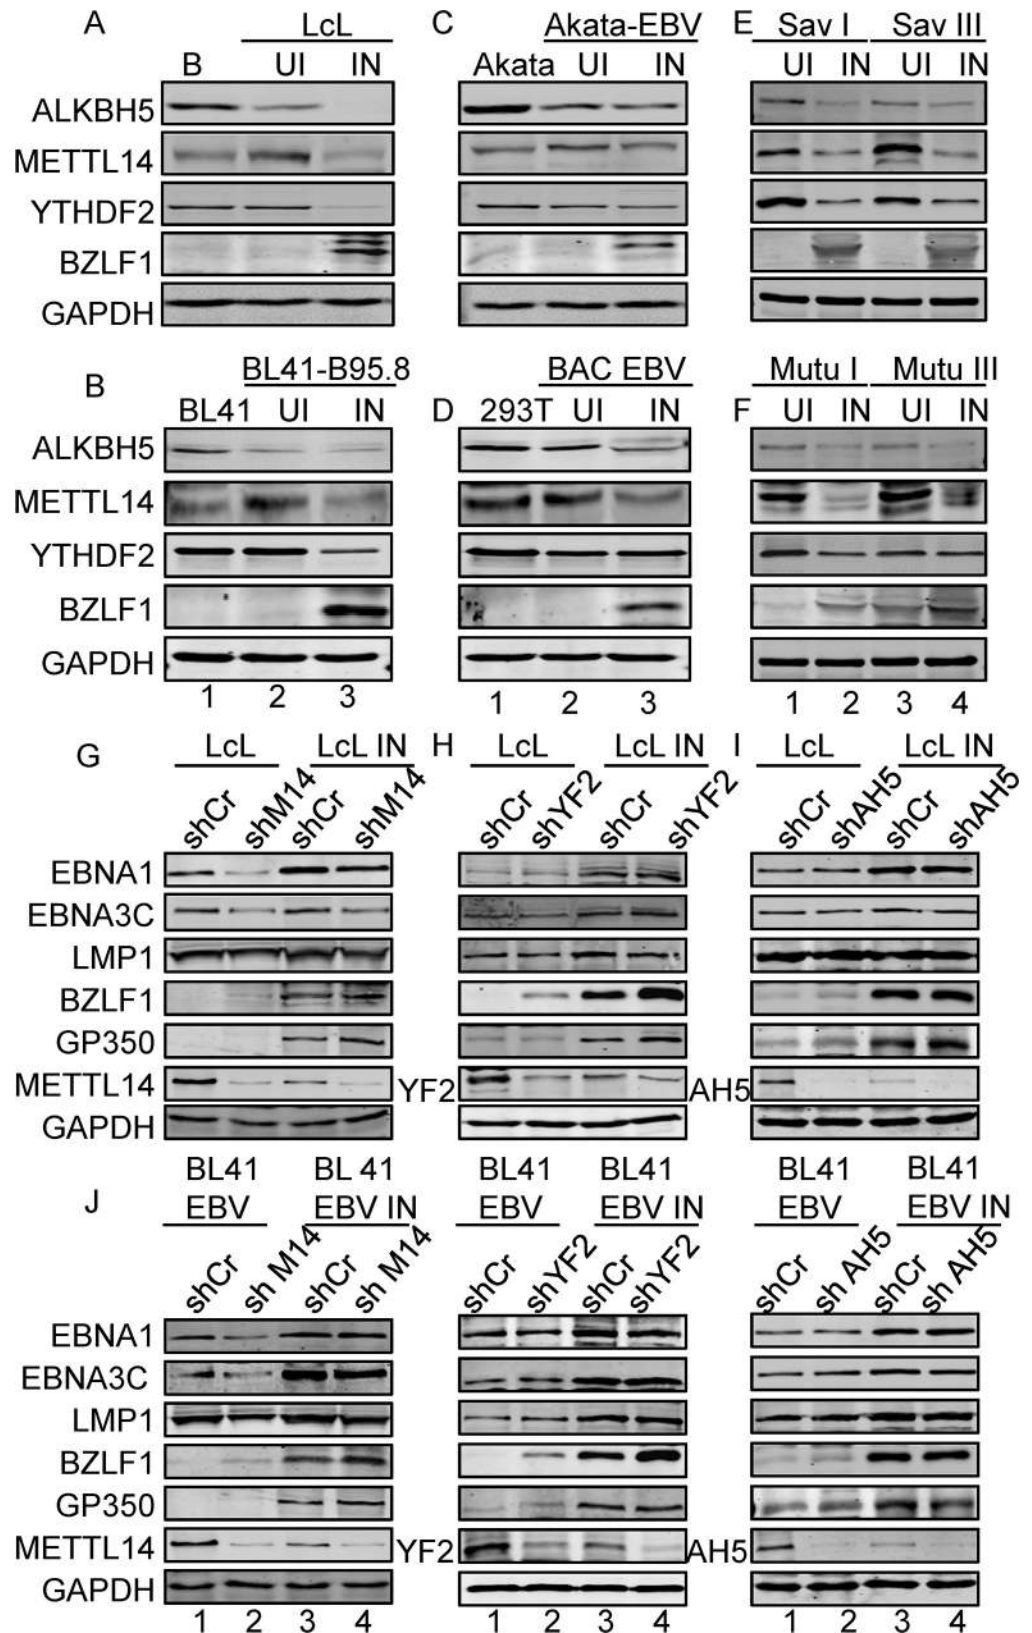 A LcL C Akata-EBV E Sav I Sav III
B UI IN Akata UI IN UI IN UI IN
ALKBH5
METTL14
YTHDF2
BZLF1
GAPDH
B BL41-B95.8 BAC EBV Mutu I Mutu III
BL41 UI IN D 293T UI IN F UI IN UI IN
ALKBH5
METTL14
YTHDF2
BZLF1
GAPDH
1 2 3 1 2 3 1 2 3 4
G LcL LcL IN H LcL LcL IN I LcL LcL IN
shCr shM14 shCr shM14 shCr shYF2 shCr shYF2 shCr shAH5 shCr shAH5
EBNA1
EBNA3C
LMP1
BZLF1
GP350
METTL14 YF2 AH5
GAPDH
BL41 BL 41 BL41 BL41 BL41 BL 41
J EBV EBV IN EBV EBV IN EBV EBV IN
shCr sh M14 shCr sh M14 shCr shYF2 shCr shYF2 shCr sh AH5 shCr sh AH5
EBNA1
EBNA3C
LMP1
BZLF1
GP350
METTL14 YF2 AH5
GAPDH
1 2 3 4 1 2 3 4 1 2 3 4